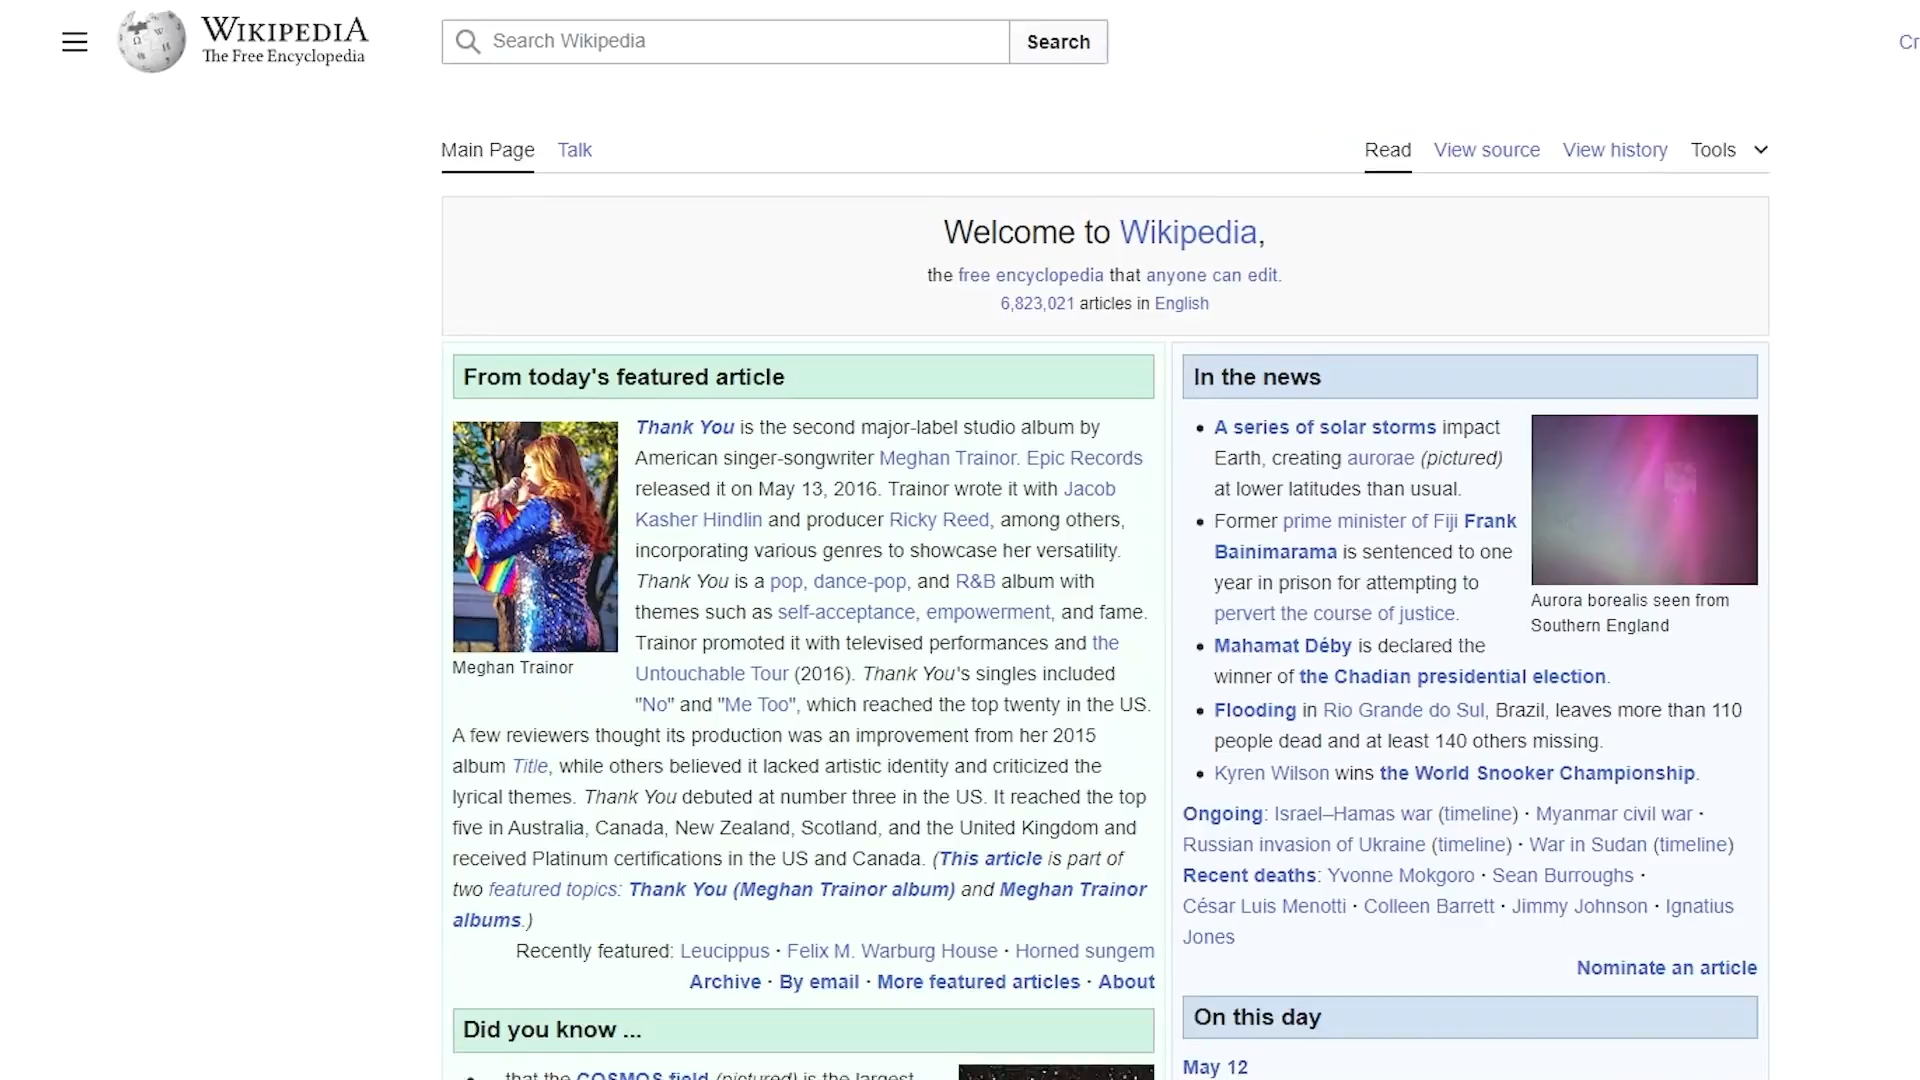 WIKIPEDIA
The Free Encyclopedia
Search Wikipedia
Search
Cr
Main Page
Talk
Read
View source
View history
Tools
Welcome to Wikipedia,
the free encyclopedia that anyone can edit.
6,823,021 articles in English
From today's featured article
Thank You is the second major-label studio album by
American singer-songwriter Meghan Trainor. Epic Records
released it on May 13, 2016. Trainor wrote it with Jacob
Kasher Hindlin and producer Ricky Reed, among others,
incorporating various genres to showcase her versatility.
Thank You is a pop, dance-pop, and R&B album with
themes such as self-acceptance, empowerment, and fame.
Trainor promoted it with televised performances and the
Untouchable Tour (2016). Thank You's singles included
"No" and "Me Too", which reached the top twenty in the US.
Meghan Trainor
A few reviewers thought its production was an improvement from her 2015
album Title, while others believed it lacked artistic identity and criticized the
lyrical themes. Thank You debuted at number three in the US. It reached the top
five in Australia, Canada, New Zealand, Scotland, and the United Kingdom and
received Platinum certifications in the US and Canada. (This article is part of
two featured topics: Thank You (Meghan Trainor album) and Meghan Trainor
albums.)
Recently featured: Leucippus · Felix M. Warburg House · Horned sungem
Archive · By email · More featured articles · About
Did you know ...
that the COSMOS field (pictured) is the largest
In the news
A series of solar storms impact
Earth, creating aurorae (pictured)
at lower latitudes than usual.
Former prime minister of Fiji Frank
Bainimarama is sentenced to one
year in prison for attempting to
pervert the course of justice.
Aurora borealis seen from
Southern England
Mahamat Déby is declared the
winner of the Chadian presidential election.
Flooding in Rio Grande do Sul, Brazil, leaves more than 110
people dead and at least 140 others missing.
Kyren Wilson wins the World Snooker Championship.
Ongoing: Israel–Hamas war (timeline) · Myanmar civil war ·
Russian invasion of Ukraine (timeline) · War in Sudan (timeline)
Recent deaths: Yvonne Mokgoro · Sean Burroughs ·
César Luis Menotti · Colleen Barrett · Jimmy Johnson · Ignatius
Jones
Nominate an article
On this day
May 12